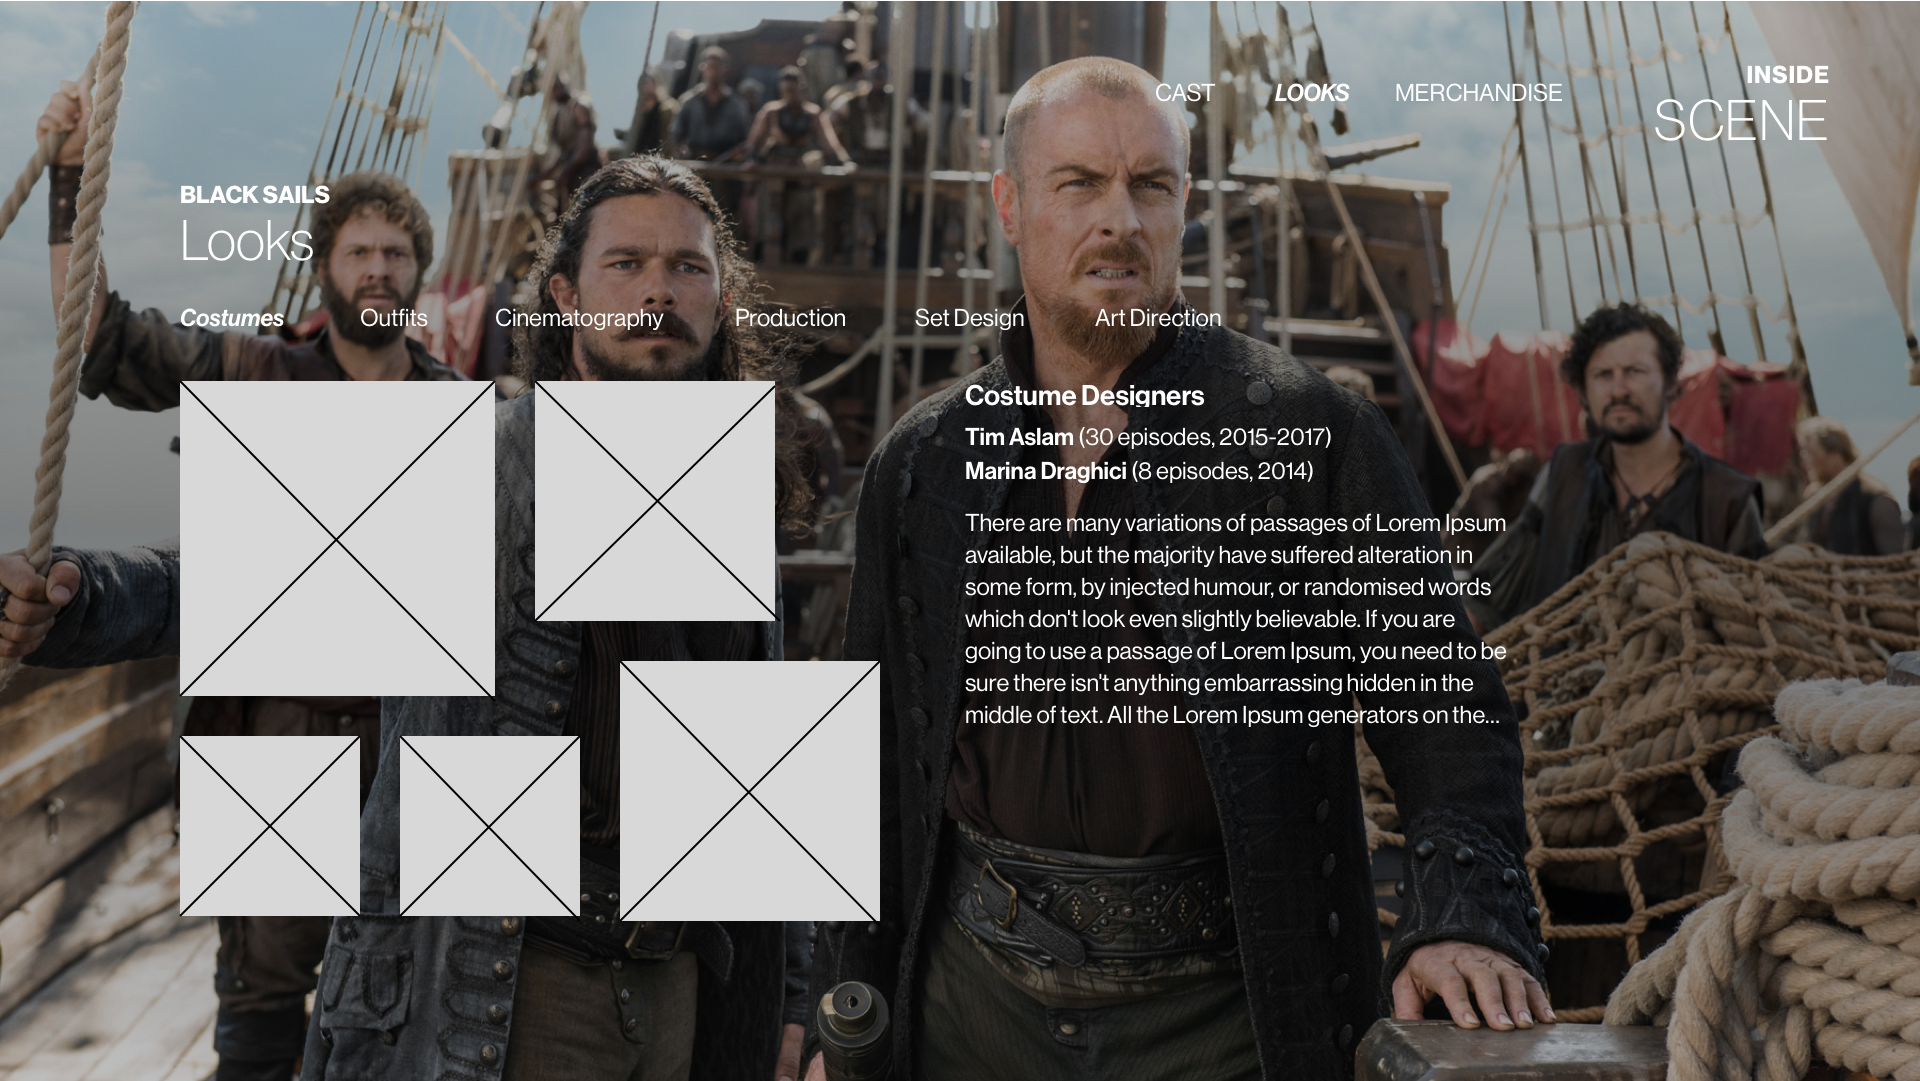 CAST LOOKS MERCHANDISE
INSIDE
SCENE
BLACK SAILS
Looks
Costumes Outfits Cinematography Production Set Design Art Direction
Costume Designers
Tim Aslam (30 episodes, 2015-2017)
Marina Draghici (8 episodes, 2014)
There are many variations of passages of Lorem Ipsum
available, but the majority have suffered alteration in
some form, by injected humour, or randomised words
which don't look even slightly believable. If you are
going to use a passage of Lorem Ipsum, you need to be
sure there isn't anything embarrassing hidden in the
middle of text. All the Lorem Ipsum generators on the...